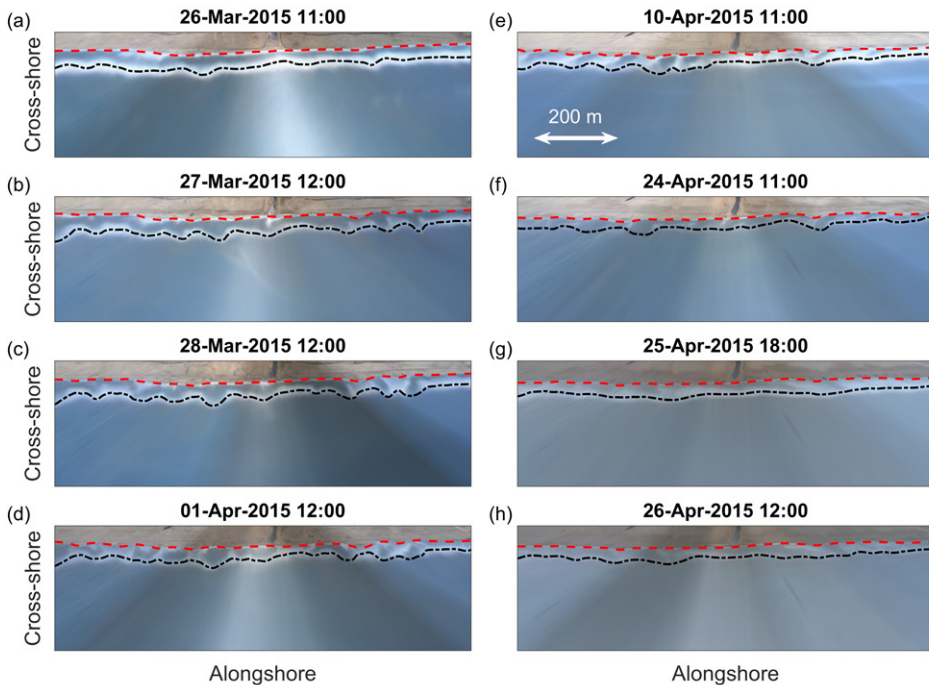 (a)
26-Mar-2015 11:00
Cross-shore
(b)
27-Mar-2015 12:00
Cross-shore
(c)
28-Mar-2015 12:00
Cross-shore
(d)
01-Apr-2015 12:00
Cross-shore
Alongshore
(e)
10-Apr-2015 11:00
200 m
(f)
24-Apr-2015 11:00
(g)
25-Apr-2015 18:00
(h)
26-Apr-2015 12:00
Alongshore